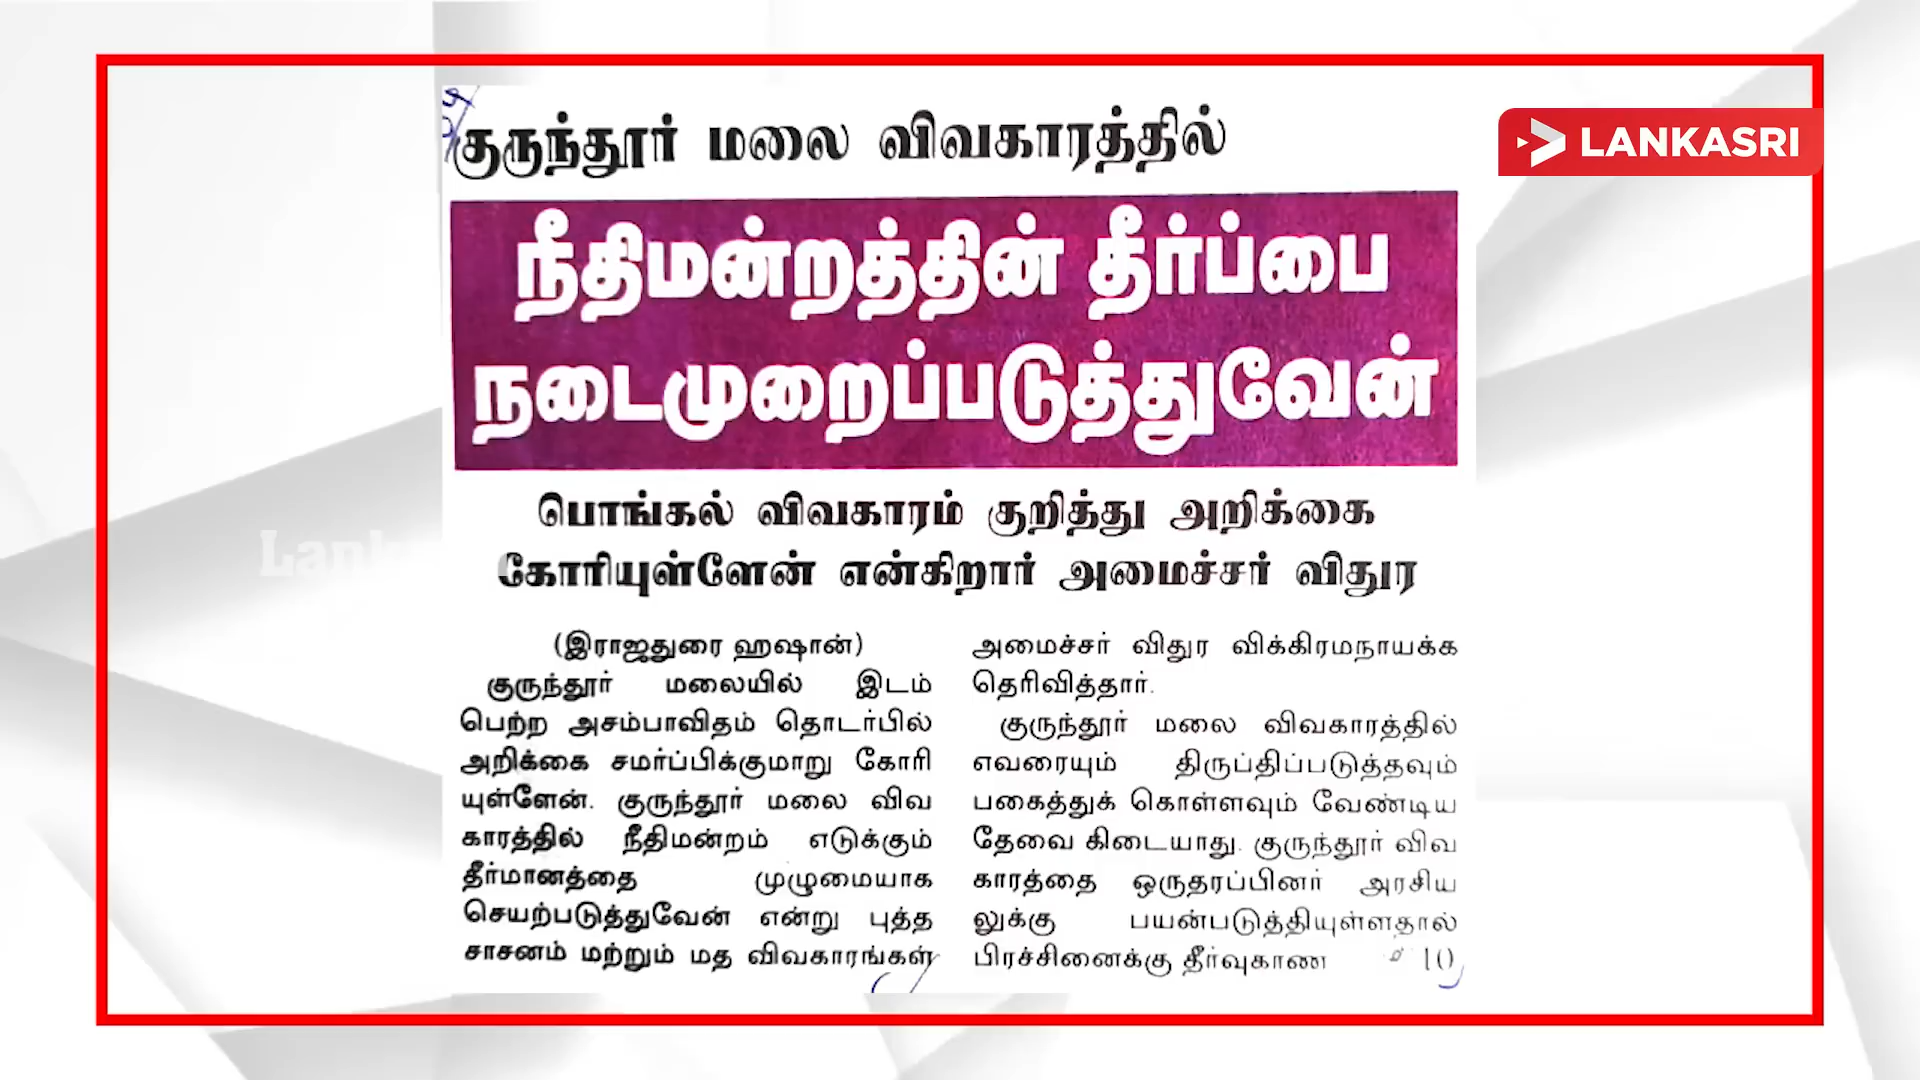 LANKASRI
குருந்தூர் மலை விவகாரத்தில்
நீதிமன்றத்தின் தீர்ப்பை
நடைமுறைப்படுத்துவேன்
பொங்கல் விவகாரம் குறித்து அறிக்கை
கோரியுள்ளேன் என்கிறார் அமைச்சர் விதுர
(இராஜதுரை ஹஷான்)
குருந்தூர் மலையில் இடம்
பெற்ற அசம்பாவிதம் தொடர்பில்
அறிக்கை சமர்ப்பிக்குமாறு கோரி
யுள்ளேன். குருந்தூர் மலை விவ
காரத்தில் நீதிமன்றம் எடுக்கும்
தீர்மானத்தை முழுமையாக
செயற்படுத்துவேன் என்று புத்த
சாசனம் மற்றும் மத விவகாரங்கள்
அமைச்சர் விதுர விக்கிரமநாயக்க
தெரிவித்தார்.
குருந்தூர் மலை விவகாரத்தில்
எவரையும் திருப்திப்படுத்தவும்
பகைத்துக் கொள்ளவும் வேண்டிய
தேவை கிடையாது. குருந்தூர் விவ
காரத்தை ஒருதரப்பினர் அரசிய
லுக்கு பயன்படுத்தியுள்ளதால்
பிரச்சினைக்கு தீர்வுகாண 10